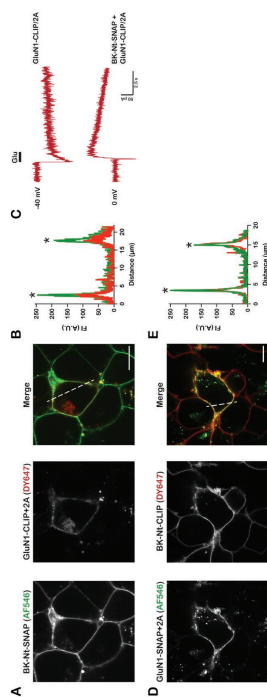 A
BK-Nt-SNAP (AF546)
GluN1-CLIP+2A (DY647)
Merge
B
FI (A.U.)
250
200
150
100
50
0
0 5 10 15 20
Distance (µm)
*
*
C
Glu
-40 mV
GluN1-CLIP/2A
0 mV
BK-Nt-SNAP +
GluN1-CLIP/2A
D
GluN1-SNAP+2A (AF546)
BK-Nt-CLIP (DY647)
Merge
E
FI (A.U.)
250
200
150
100
50
0
0 5 10 15 20
Distance (µm)
*
*